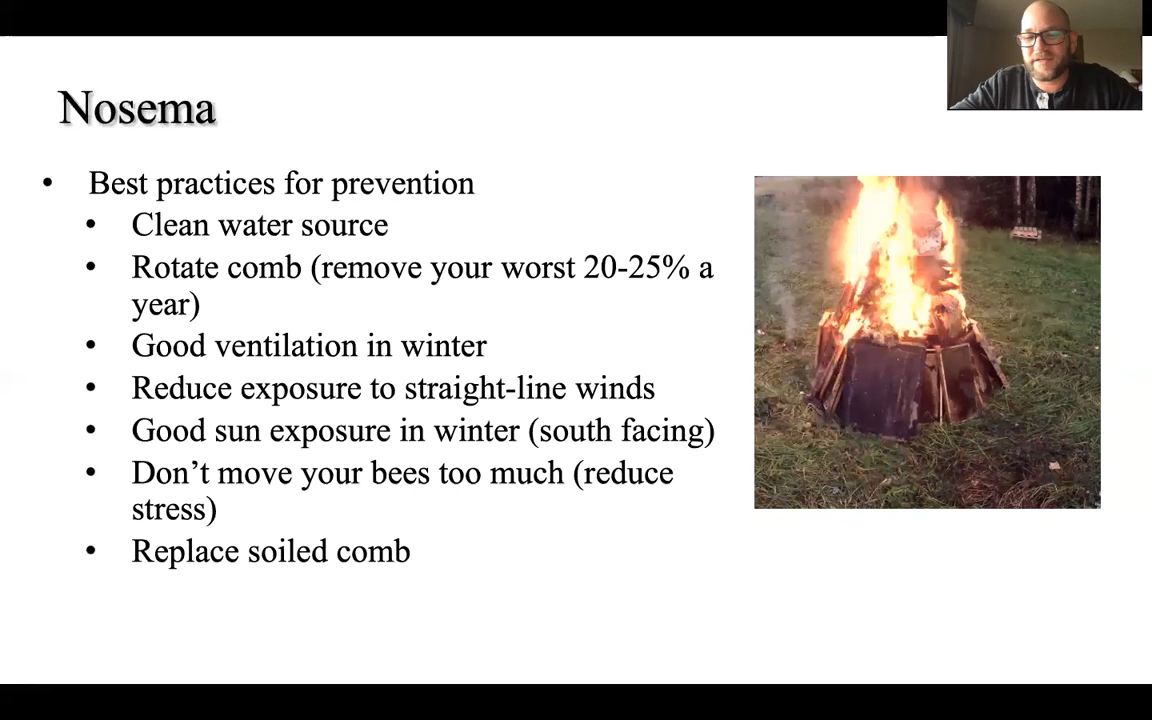 Nosema
• Best practices for prevention
• Clean water source
• Rotate comb (remove your worst 20-25% a
year)
• Good ventilation in winter
• Reduce exposure to straight-line winds
• Good sun exposure in winter (south facing)
• Don’t move your bees too much (reduce
stress)
• Replace soiled comb